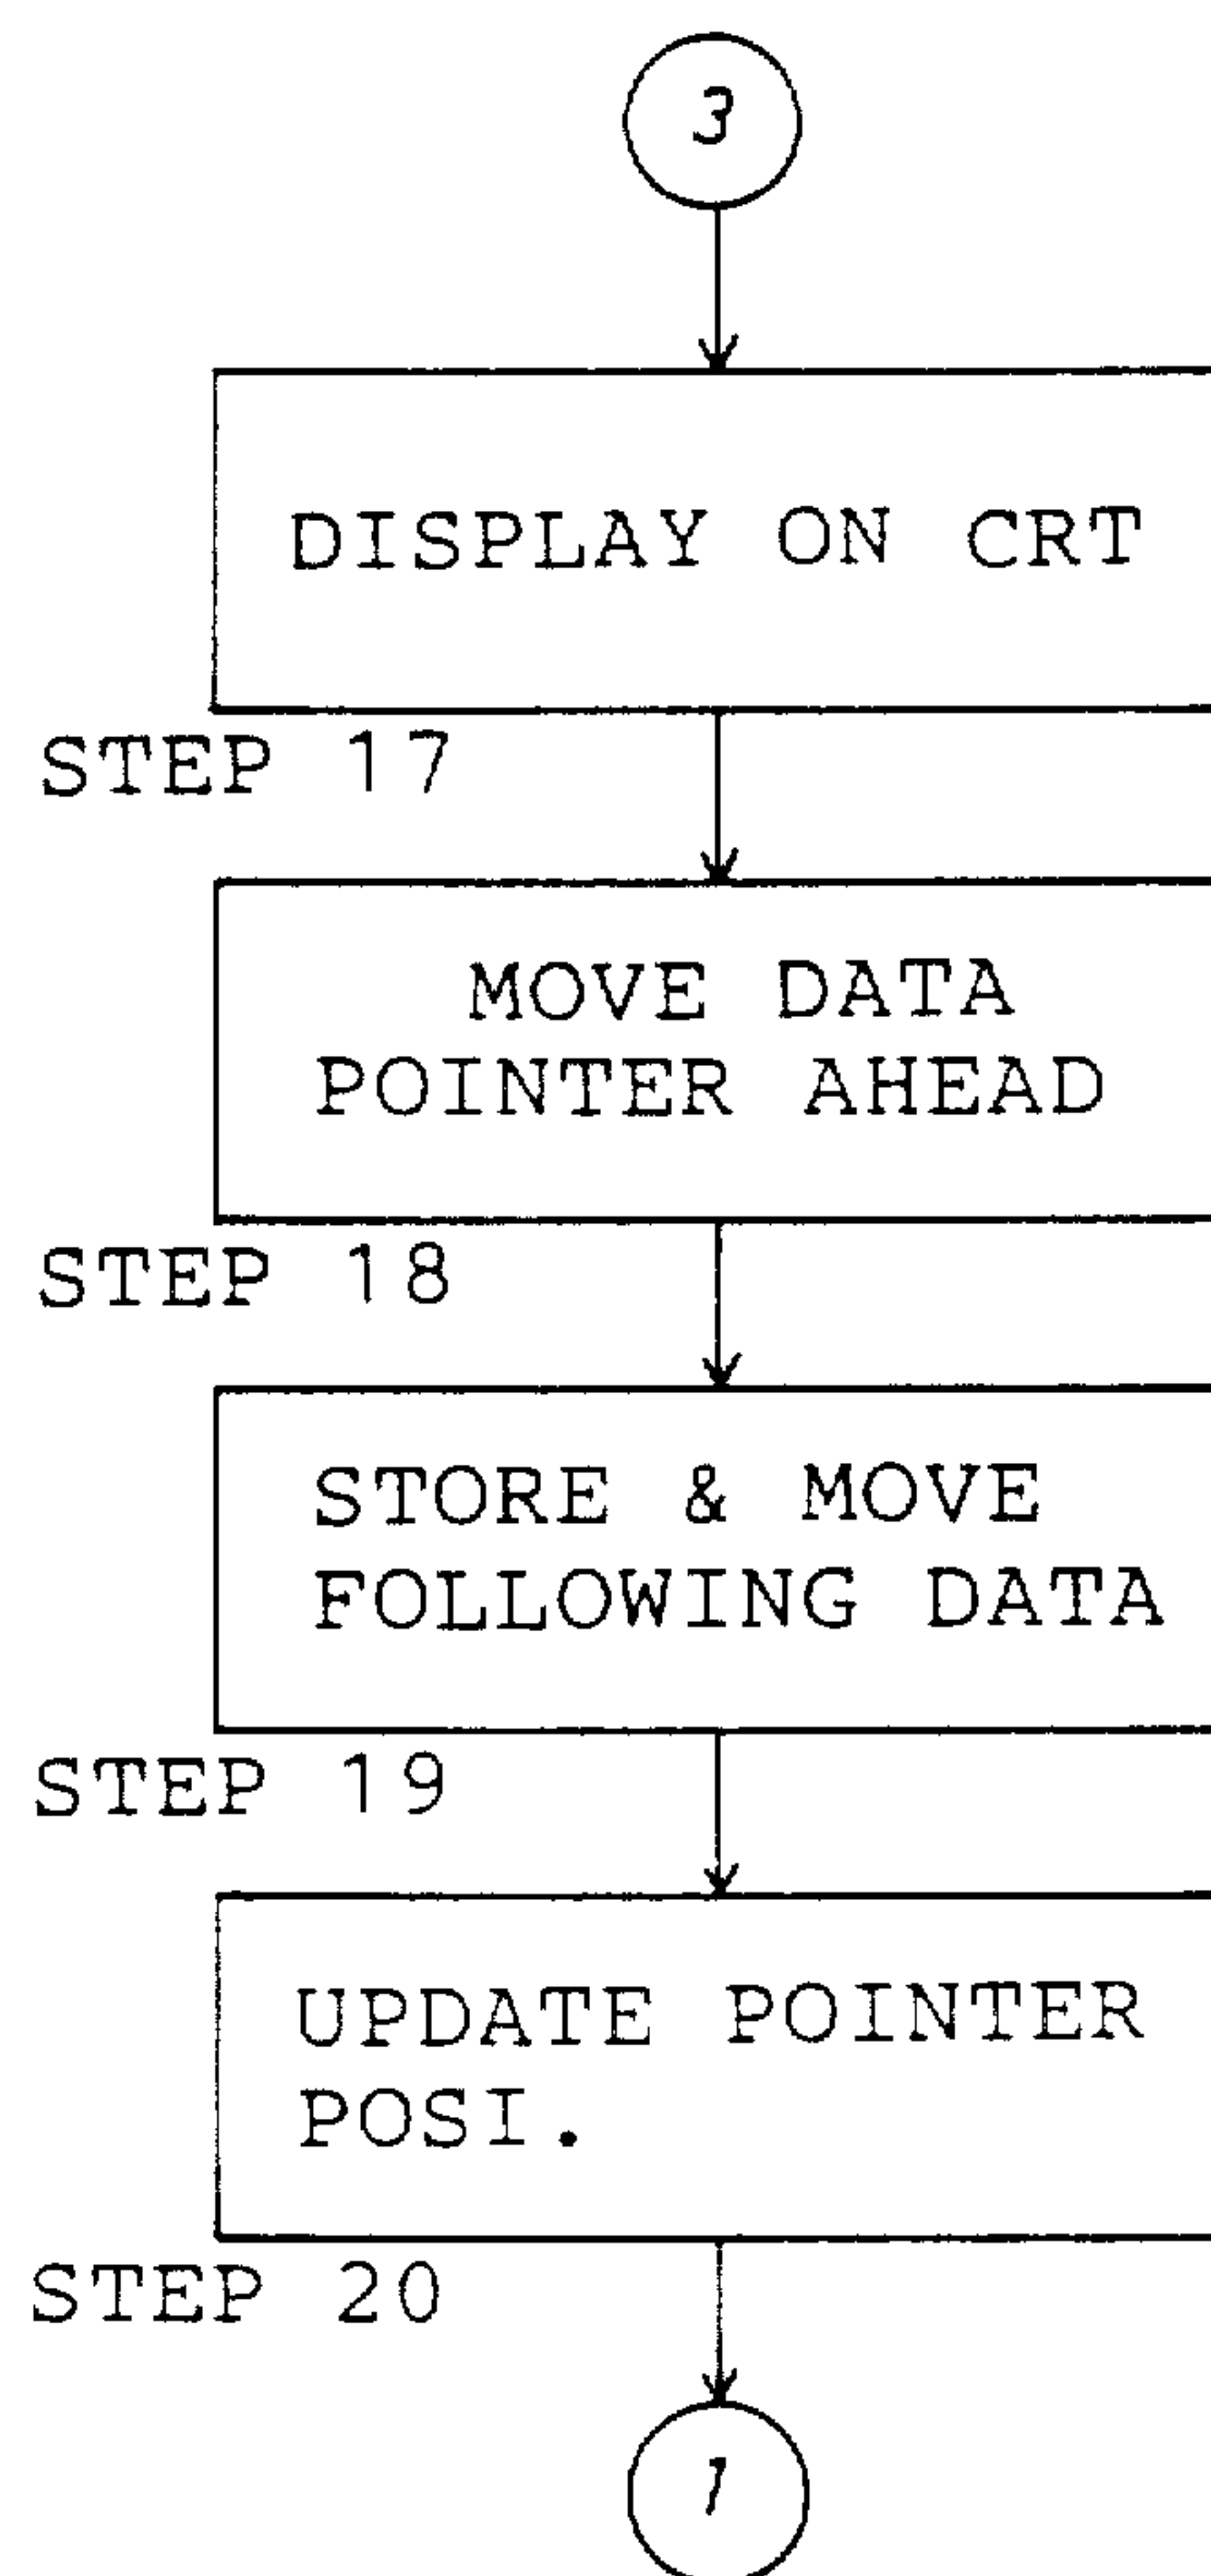 3
DISPLAY ON CRT
STEP 17
MOVE DATA
POINTER AHEAD
STEP 18
STORE & MOVE
FOLLOWING DATA
STEP 19
UPDATE POINTER
POSI.
STEP 20
1